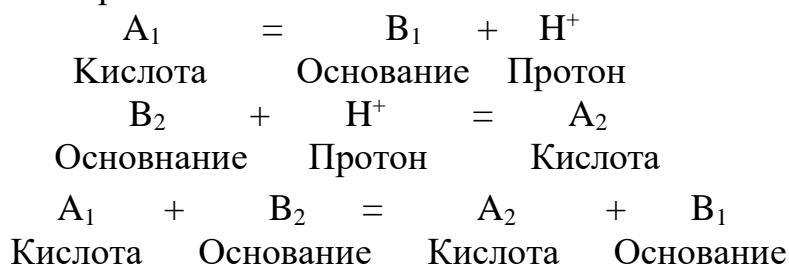 A₁ = B₁ + H⁺
Кислота Основание Протон
B₂ + H⁺ = A₂
Основнание Протон Кислота
A₁ + B₂ = A₂ + B₁
Кислота Основание Кислота Основание